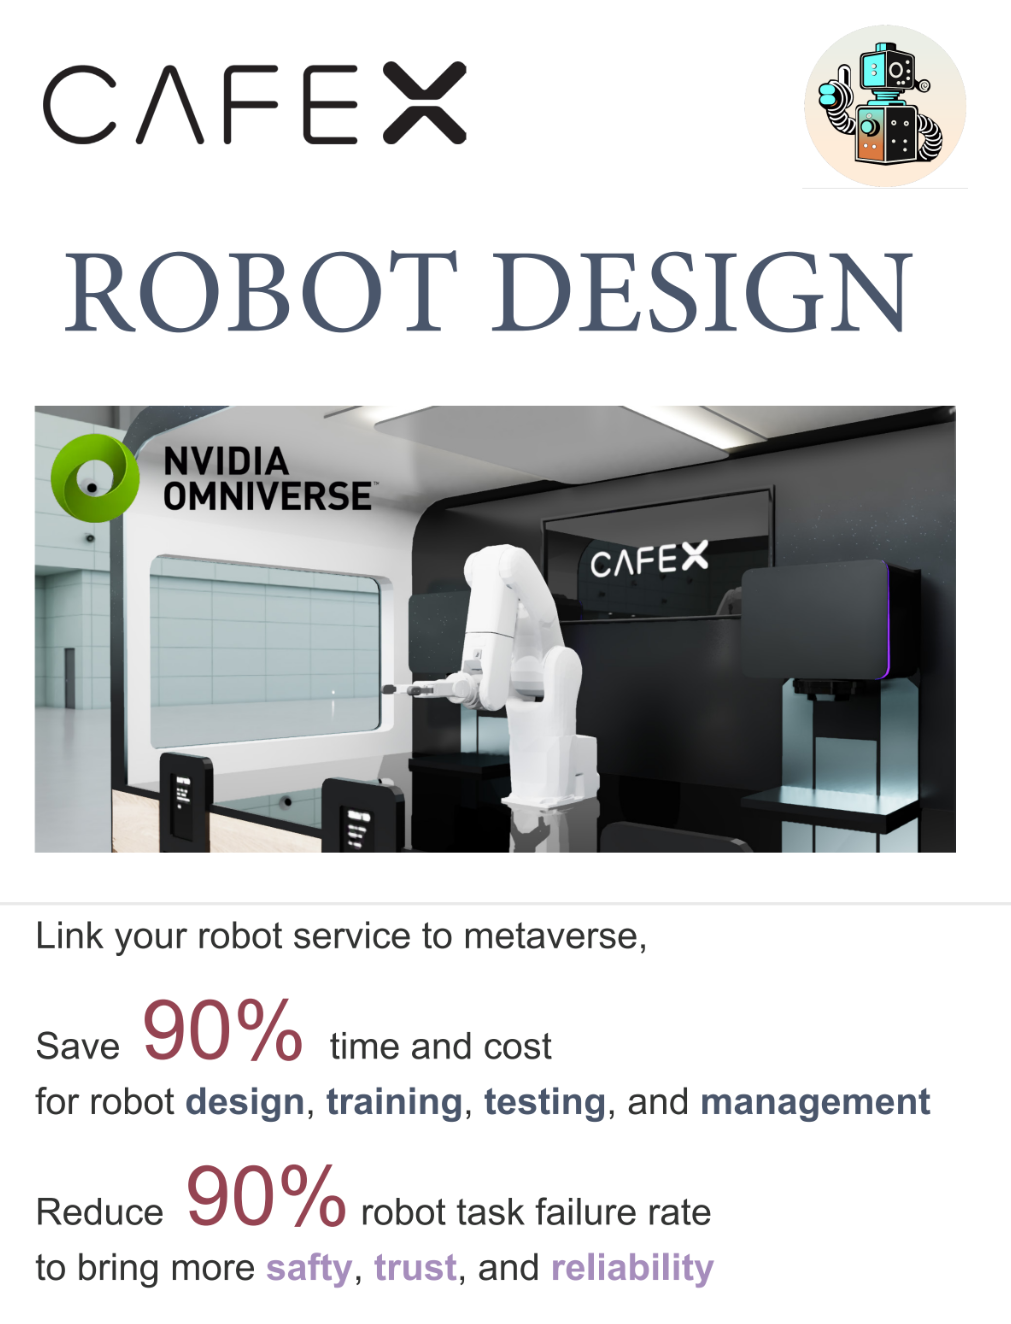 CAFEX
ROBOT DESIGN
NVIDIA
OMNIVERSE™
CAFEX
Link your robot service to metaverse,
Save 90% time and cost
for robot design, training, testing, and management
Reduce 90% robot task failure rate
to bring more safty, trust, and reliability